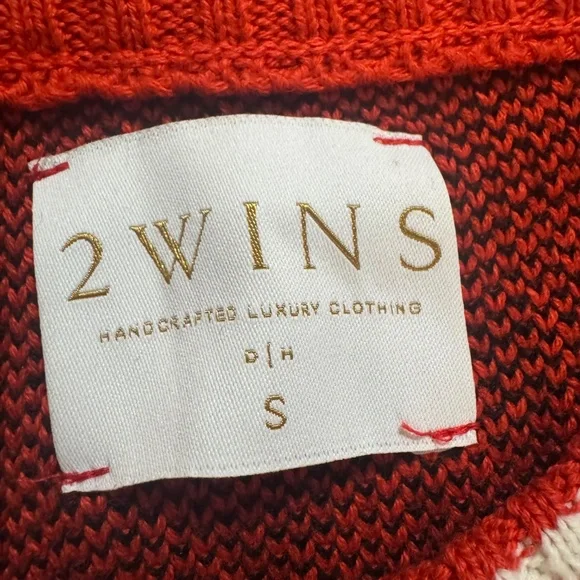 2WINS
HANDCRAFTED LUXURY CLOTHING
D | H
S